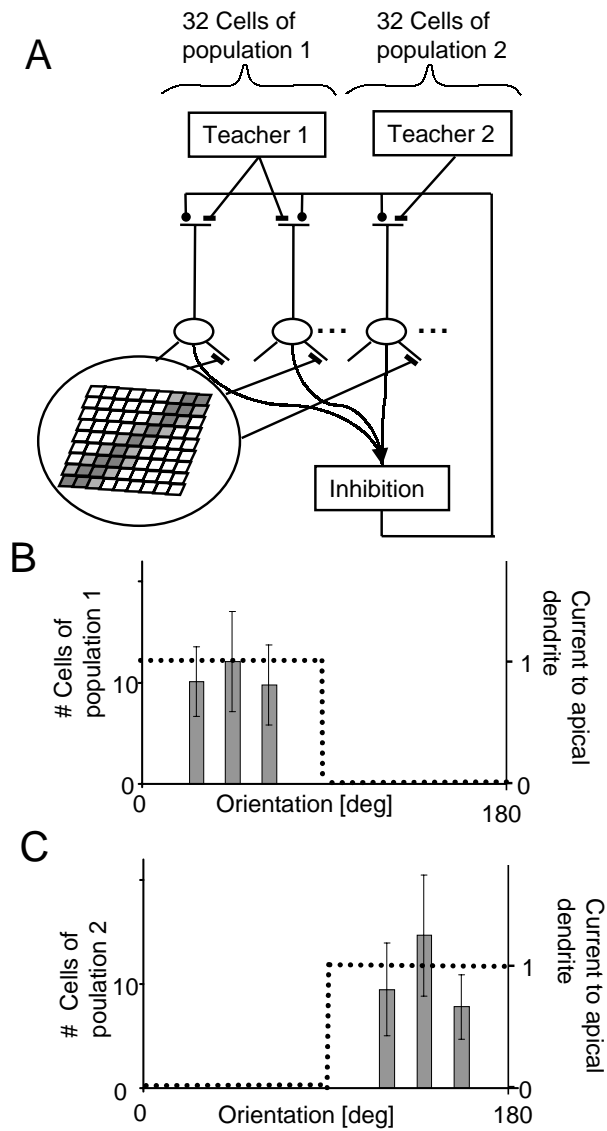 A
32 Cells of
population 1
32 Cells of
population 2
Teacher 1
Teacher 2
...
...
Inhibition
B
# Cells of
population 1
10
0
0
Orientation [deg]
180
1
0
Current to apical
dendrite
C
# Cells of
poulation 2
10
0
0
Orientation [deg]
180
1
0
Current to apical
dendrite